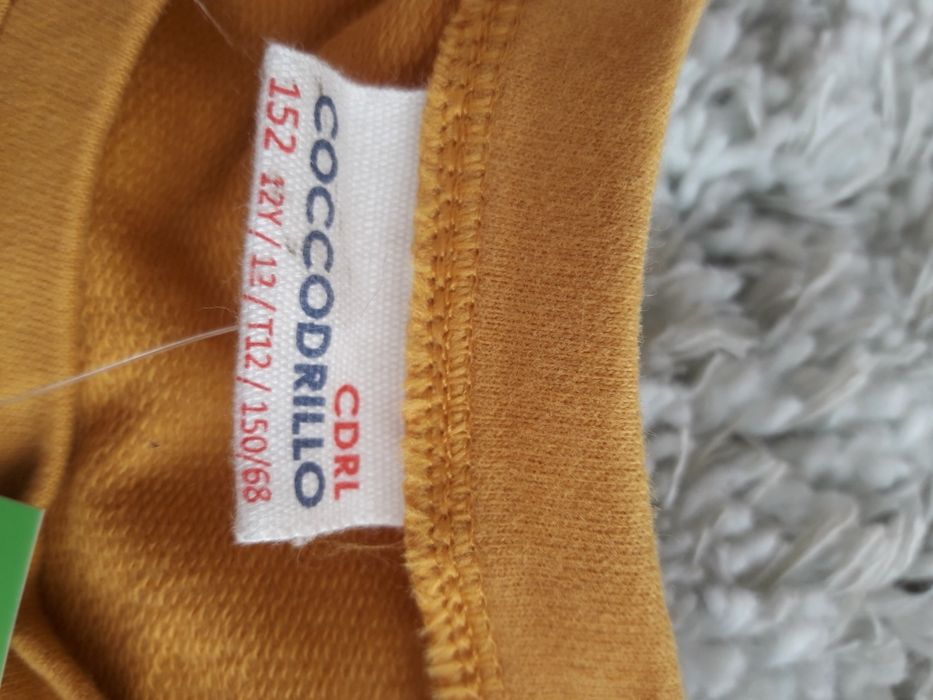 CDRL
COCCODRILLO
152 12Y / 12 / T12 / 150/68